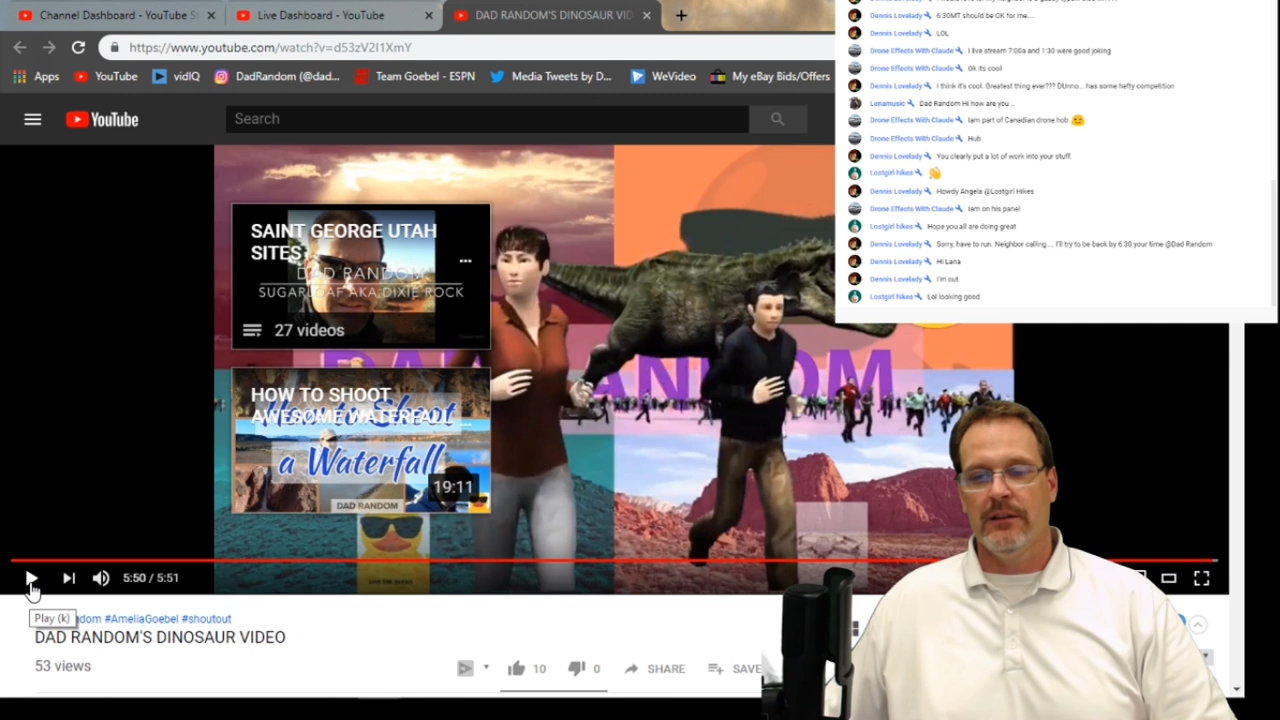 Channel Dashboard - YouTube S
Live Dashboard - YouTube
DAD RANDOM'S DINOSAUR VID
https://www.youtube.com/watch?v=d53zV2I1XmY
Apps
YouTube
vidIQ
DadRandom (@dad...
Team Goebel - ESPN
Media Tweets by D...
WeVideo
My eBay Bids/Offers
YouTube
Search
Dennis Lovelady 6:30MT should be OK for me....
Dennis Lovelady LOL
Drone Effects With Claude I live stream 7:00a and 1:30 were good joking
Drone Effects With Claude Ok its cool
Dennis Lovelady I think it's cool. Greatest thing ever??? DUnno... has some hefty competition
Lenamusic Dad Random Hi how are you ..
Drone Effects With Claude Iam part of Canadian drone hob
Drone Effects With Claude Hub
Dennis Lovelady You clearly put a lot of work into your stuff.
Lostgirl hikes
Dennis Lovelady Howdy Angela @Lostgirl Hikes
Drone Effects With Claude Iam on his panel
Lostgirl hikes Hope you all are doing great
Dennis Lovelady Sorry, have to run. Neighbor calling.... I'll try to be back by 6:30 your time @Dad Random
Dennis Lovelady Hi Lana
Dennis Lovelady I'm out.
Lostgirl hikes Lol looking good
SAINT GEORGE UTAH
SITES;
DAD RANDOM
SUGARLOAF AKA DIXIE ROCK
27 videos
HOW TO SHOOT
AWESOME WATERFALL ...
a Waterfall
19:11
DAD RANDOM
5:50 / 5:51
Play (k)
dom #AmeliaGoebel #shoutout
DAD RANDOM'S DINOSAUR VIDEO
53 views
10
0
SHARE
SAVE